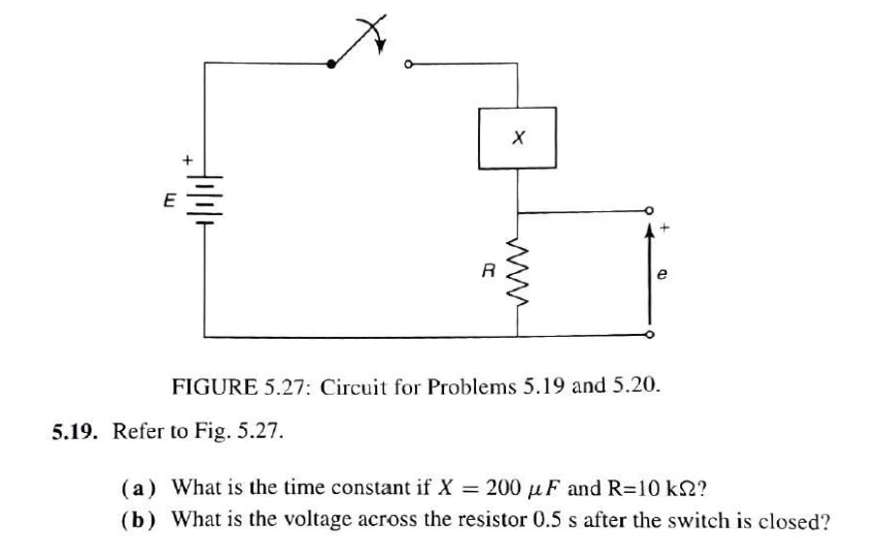 X
+
E
+
R
e
FIGURE 5.27: Circuit for Problems 5.19 and 5.20.
5.19. Refer to Fig. 5.27.
(a) What is the time constant if X = 200 μF and R=10 kΩ?
(b) What is the voltage across the resistor 0.5 s after the switch is closed?